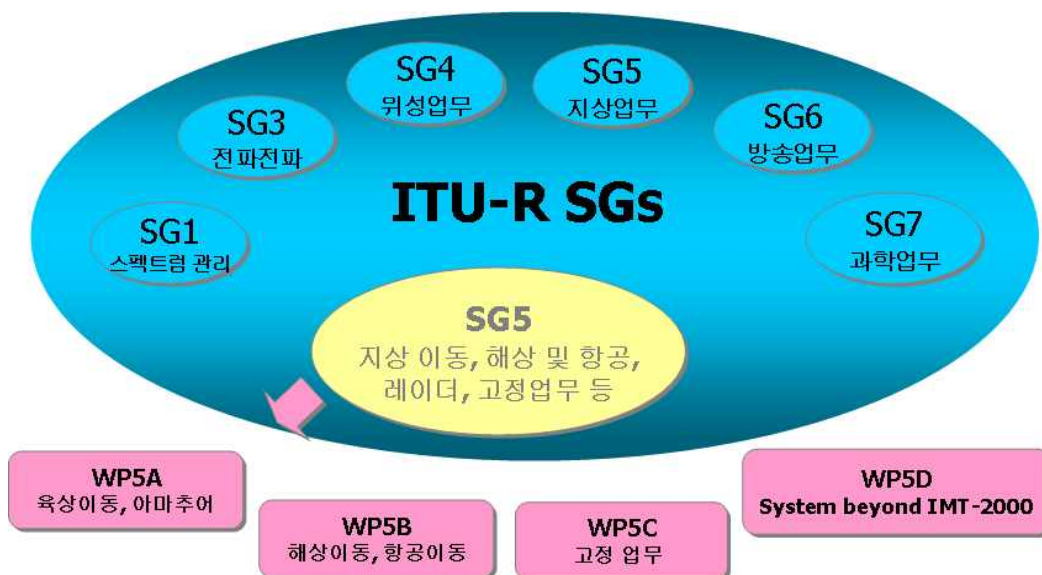 SG4
위성업무
SG5
지상업무
SG3
전파전파
SG6
방송업무
ITU-R SGs
SG1
스펙트럼 관리
SG7
과학업무
SG5
지상 이동, 해상 및 항공,
레이더, 고정업무 등
WP5A
육상이동, 아마추어
WP5B
해상이동, 항공이동
WP5C
고정 업무
WP5D
System beyond IMT-2000